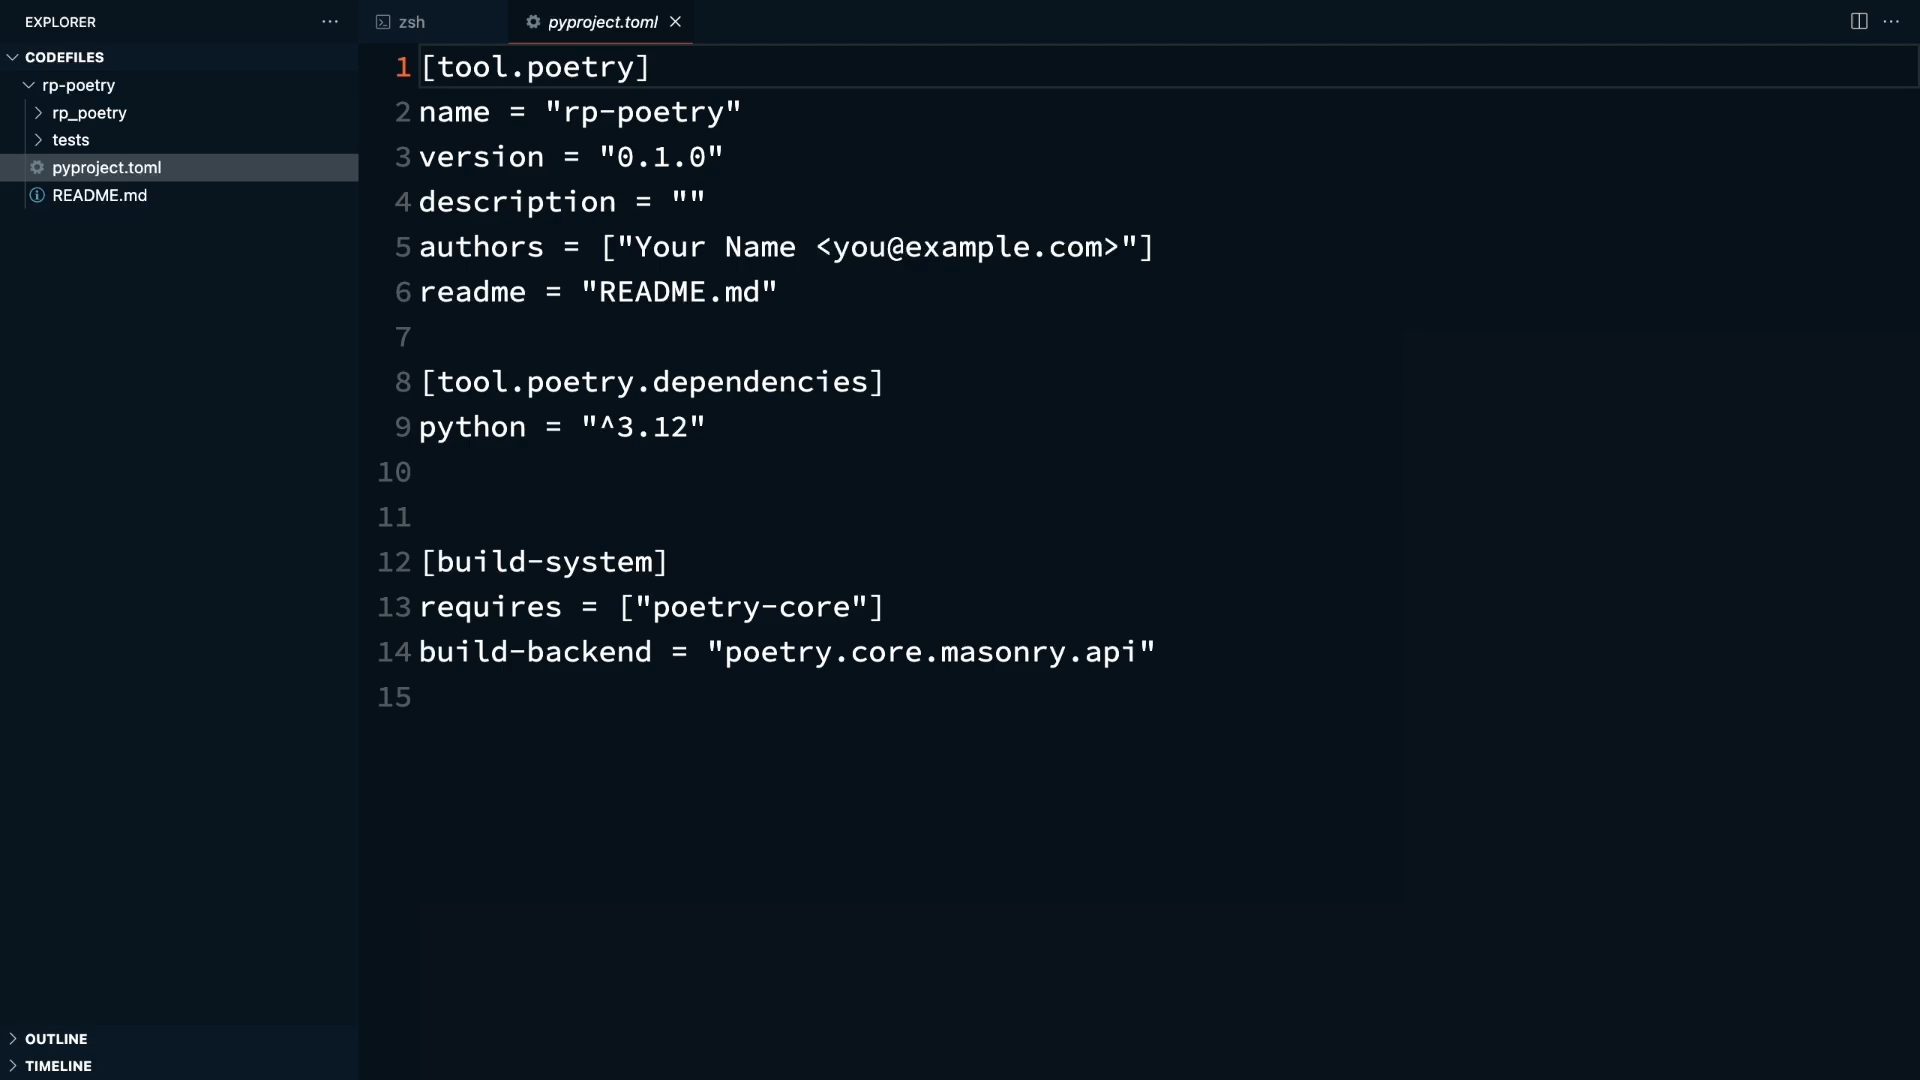 EXPLORER
CODEFILES
rp-poetry
rp_poetry
tests
pyproject.toml
README.md
OUTLINE
TIMELINE
zsh
pyproject.toml
1 [tool.poetry]
2 name = "rp-poetry"
3 version = "0.1.0"
4 description = ""
5 authors = ["Your Name <you@example.com>"]
6 readme = "README.md"
7
8 [tool.poetry.dependencies]
9 python = "^3.12"
10
11
12 [build-system]
13 requires = ["poetry-core"]
14 build-backend = "poetry.core.masonry.api"
15